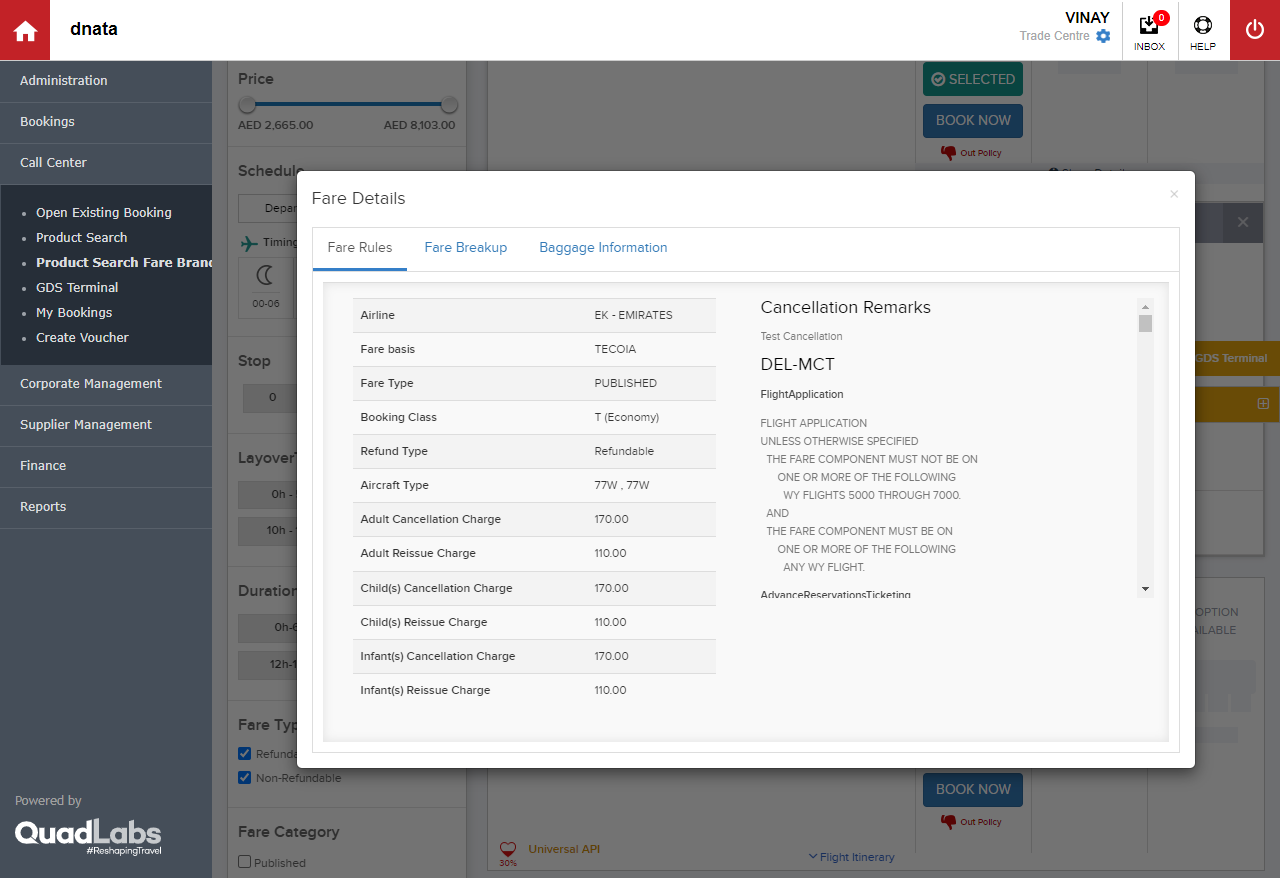 dnata
VINAY
Trade Centre
0
INBOX
HELP
Administration
Bookings
Call Center
Open Existing Booking
Product Search
Product Search Fare Bran
GDS Terminal
My Bookings
Create Voucher
Corporate Management
Supplier Management
Finance
Reports
Powered by
QuadLabs
#ReshapingTravel
Price
AED 2,665.00 AED 8,103.00
Schedule
Depar
Timing
00-06
Stop
0
Layover
0h -
10h -
Duration
0h-6
12h-1
Fare Typ
Refunda
Non-Refundable
Fare Category
Published
SELECTED
BOOK NOW
Out Policy
Fare Details
×
Fare Rules Fare Breakup Baggage Information
Airline EK - EMIRATES
Fare basis TECOIA
Fare Type PUBLISHED
Booking Class T (Economy)
Refund Type Refundable
Aircraft Type 77W , 77W
Adult Cancellation Charge 170.00
Adult Reissue Charge 110.00
Child(s) Cancellation Charge 170.00
Child(s) Reissue Charge 110.00
Infant(s) Cancellation Charge 170.00
Infant(s) Reissue Charge 110.00
Cancellation Remarks
Test Cancellation
DEL-MCT
FlightApplication
FLIGHT APPLICATION
UNLESS OTHERWISE SPECIFIED
THE FARE COMPONENT MUST NOT BE ON
ONE OR MORE OF THE FOLLOWING
WY FLIGHTS 5000 THROUGH 7000.
AND
THE FARE COMPONENT MUST BE ON
ONE OR MORE OF THE FOLLOWING
ANY WY FLIGHT.
AdvanceReservationsTicketing
×
GDS Terminal
OPTION
AILABLE
BOOK NOW
Out Policy
30%
Universal API
Flight Itinerary